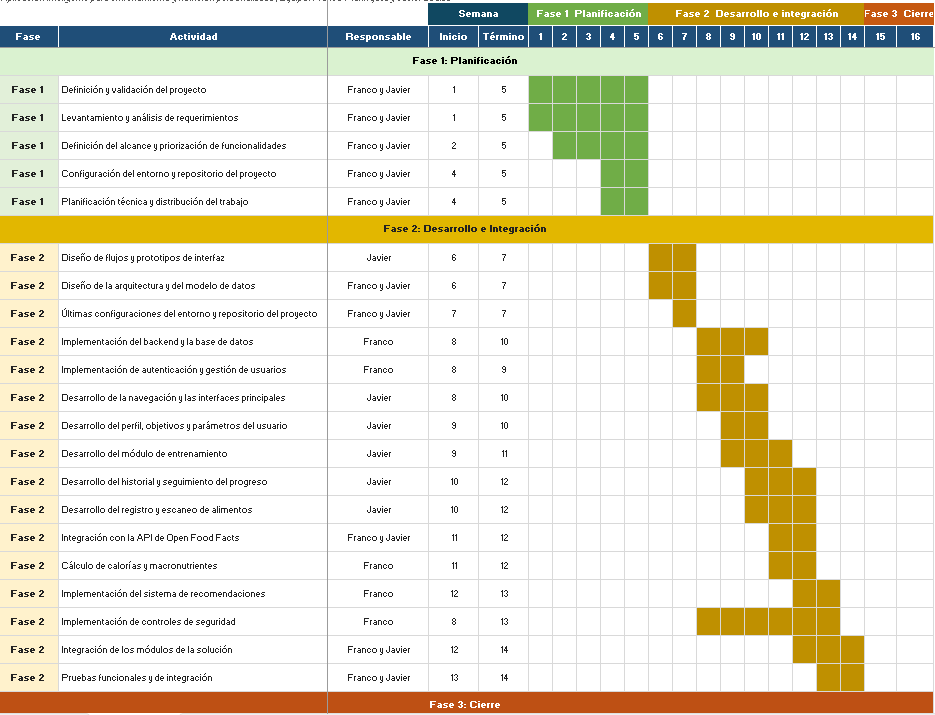 Semana Fase 1 Planificación Fase 2 Desarrollo e integración Fase 3 Cierre
Fase Actividad Responsable Inicio Término 1 2 3 4 5 6 7 8 9 10 11 12 13 14 15 16
Fase 1: Planificación
Fase 1 Definición y validación del proyecto Franco y Javier 1 5
Fase 1 Levantamiento y análisis de requerimientos Franco y Javier 1 5
Fase 1 Definición del alcance y priorización de funcionalidades Franco y Javier 2 5
Fase 1 Configuración del entorno y repositorio del proyecto Franco y Javier 4 5
Fase 1 Planificación técnica y distribución del trabajo Franco y Javier 4 5
Fase 2: Desarrollo e Integración
Fase 2 Diseño de flujos y prototipos de interfaz Javier 6 7
Fase 2 Diseño de la arquitectura y del modelo de datos Franco y Javier 6 7
Fase 2 Últimas configuraciones del entorno y repositorio del proyecto Franco y Javier 7 7
Fase 2 Implementación del backend y la base de datos Franco 8 10
Fase 2 Implementación de autenticación y gestión de usuarios Franco 8 9
Fase 2 Desarrollo de la navegación y las interfaces principales Javier 8 10
Fase 2 Desarrollo del perfil, objetivos y parámetros del usuario Javier 9 10
Fase 2 Desarrollo del módulo de entrenamiento Javier 9 11
Fase 2 Desarrollo del historial y seguimiento del progreso Javier 10 12
Fase 2 Desarrollo del registro y escaneo de alimentos Javier 10 12
Fase 2 Integración con la API de Open Food Facts Franco y Javier 11 12
Fase 2 Cálculo de calorías y macronutrientes Franco 11 12
Fase 2 Implementación del sistema de recomendaciones Franco 12 13
Fase 2 Implementación de controles de seguridad Franco 8 13
Fase 2 Integración de los módulos de la solución Franco y Javier 12 14
Fase 2 Pruebas funcionales y de integración Franco y Javier 13 14
Fase 3: Cierre